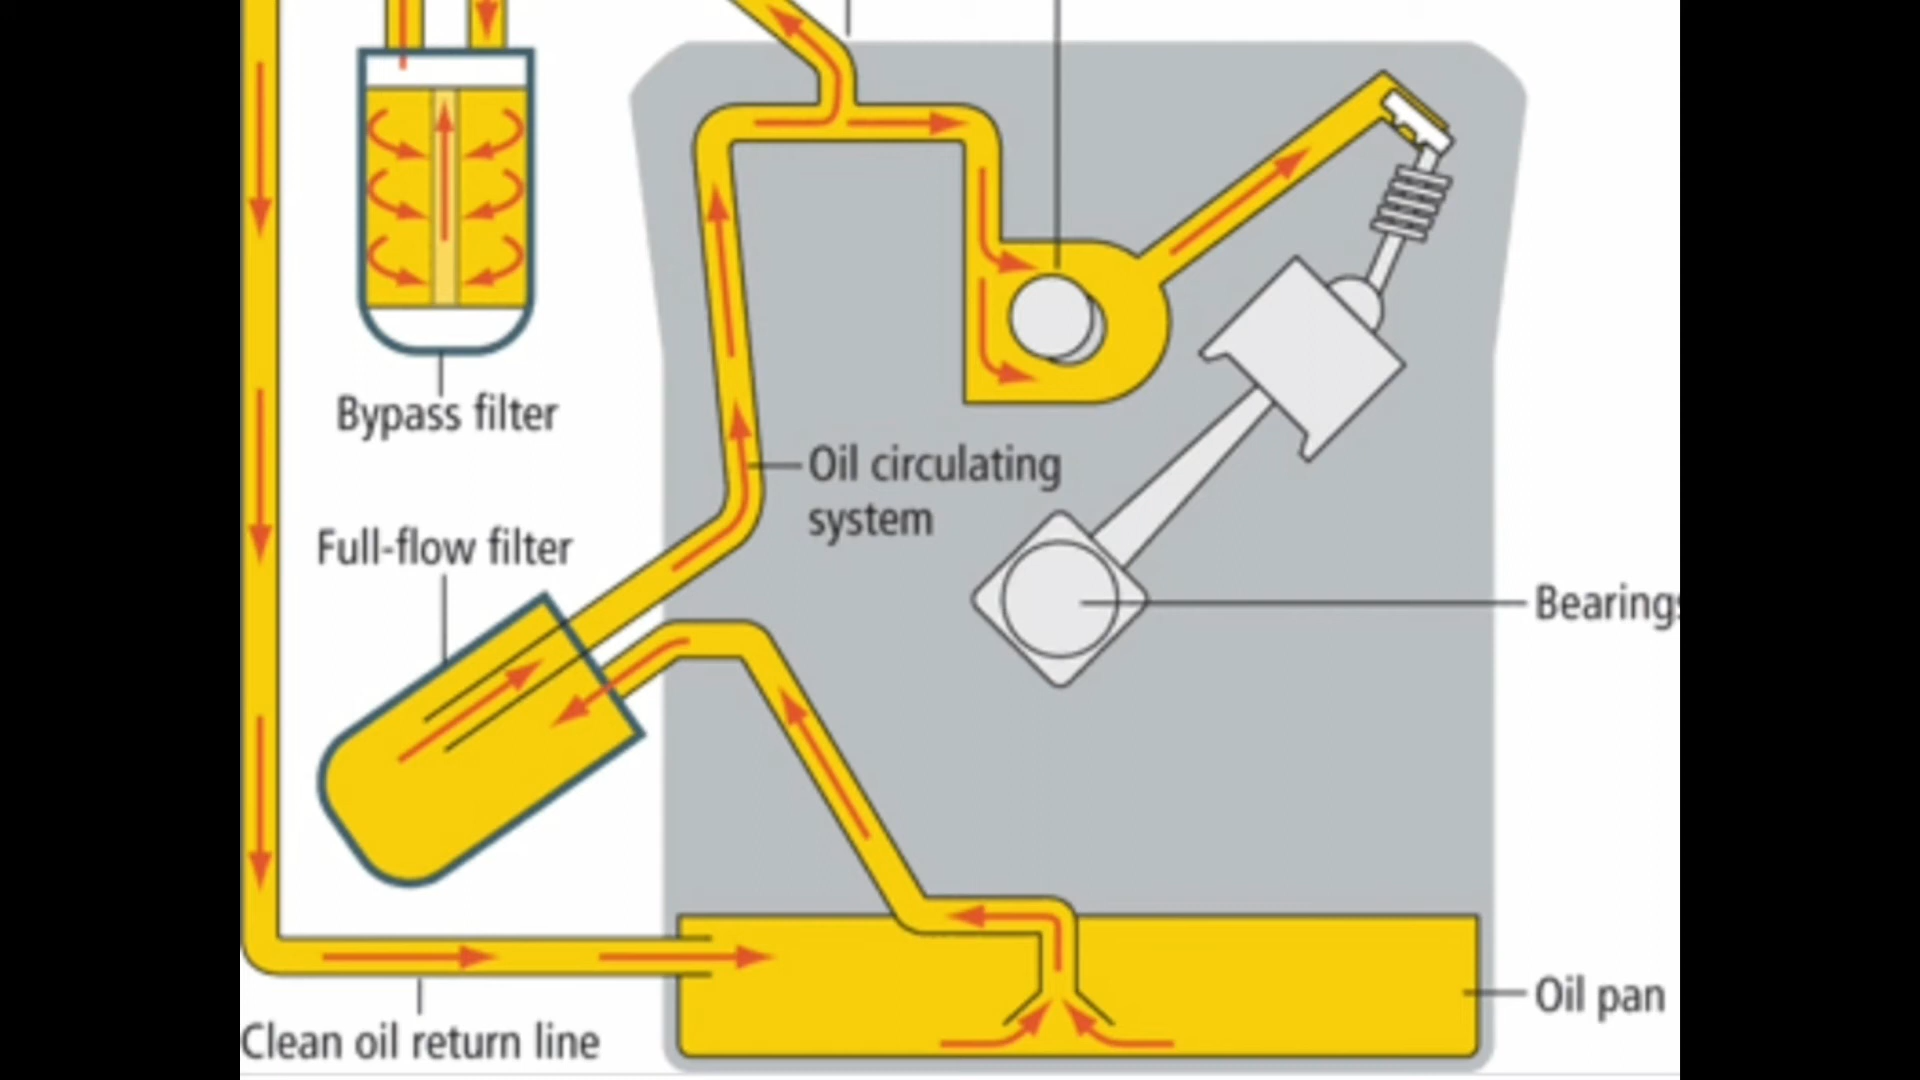 Bypass filter
Oil circulating
system
Full-flow filter
Bearings
Oil pan
Clean oil return line